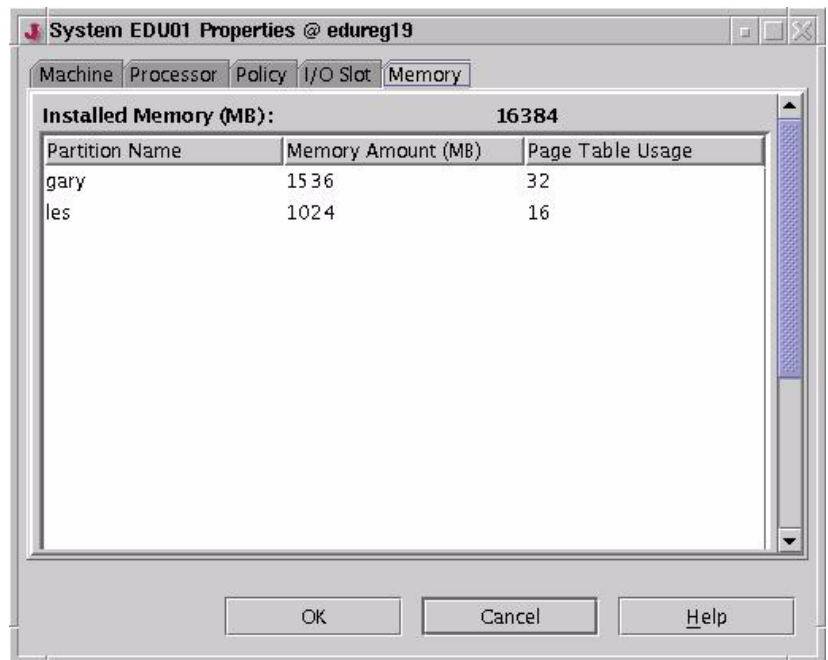 System EDU01 Properties @ edureg19
Machine Processor Policy I/O Slot Memory
Installed Memory (MB): 16384
Partition Name Memory Amount (MB) Page Table Usage
gary 1536 32
les 1024 16
OK Cancel Help